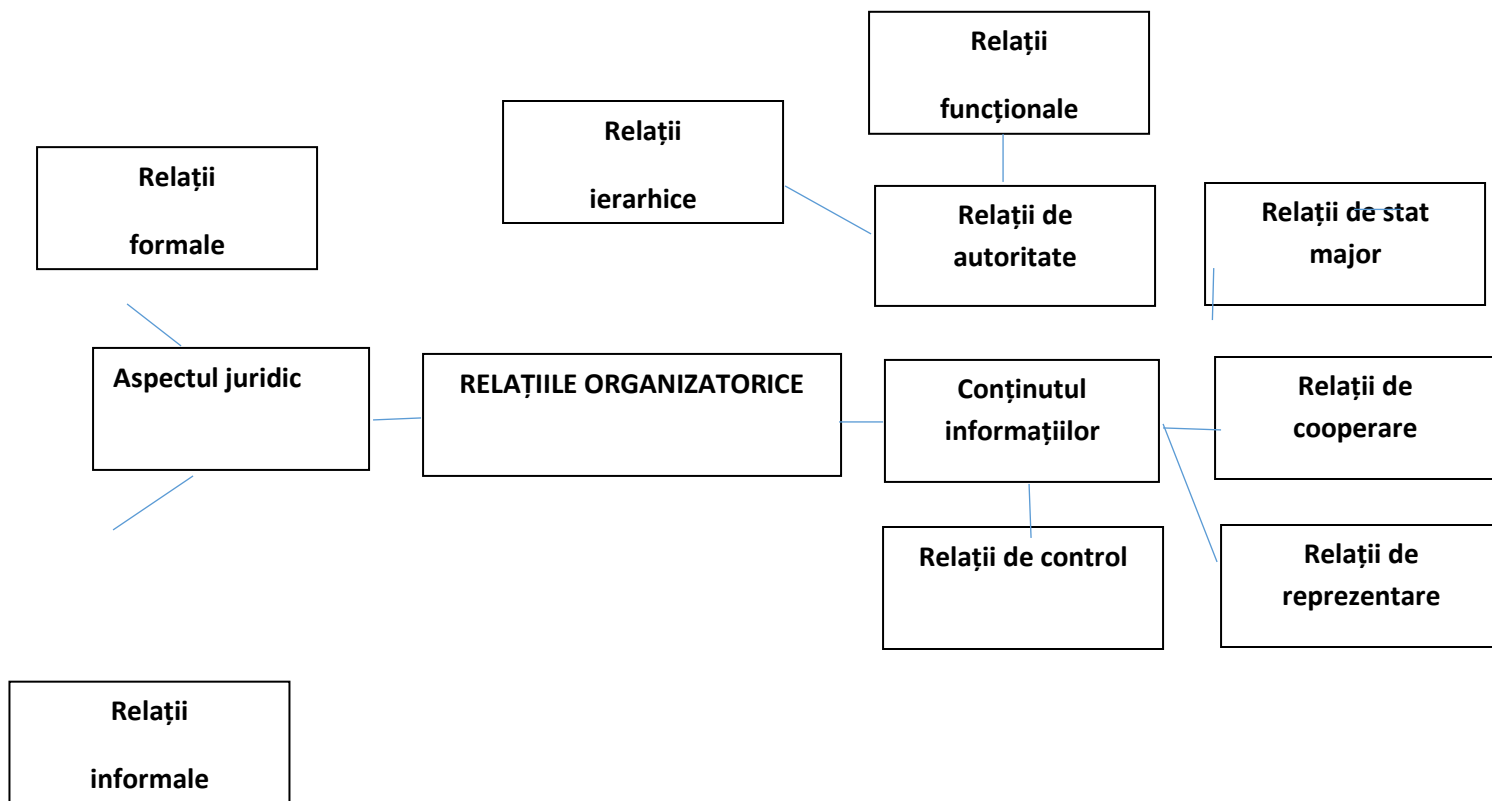 Relații
funcționale
Relații
ierarhice
Relații
formale
Relații de
autoritate
Relații de stat
major
Aspectul juridic
RELAȚIILE ORGANIZATORICE
Conținutul
informațiilor
Relații de
cooperare
Relații de control
Relații de
reprezentare
Relații
informale